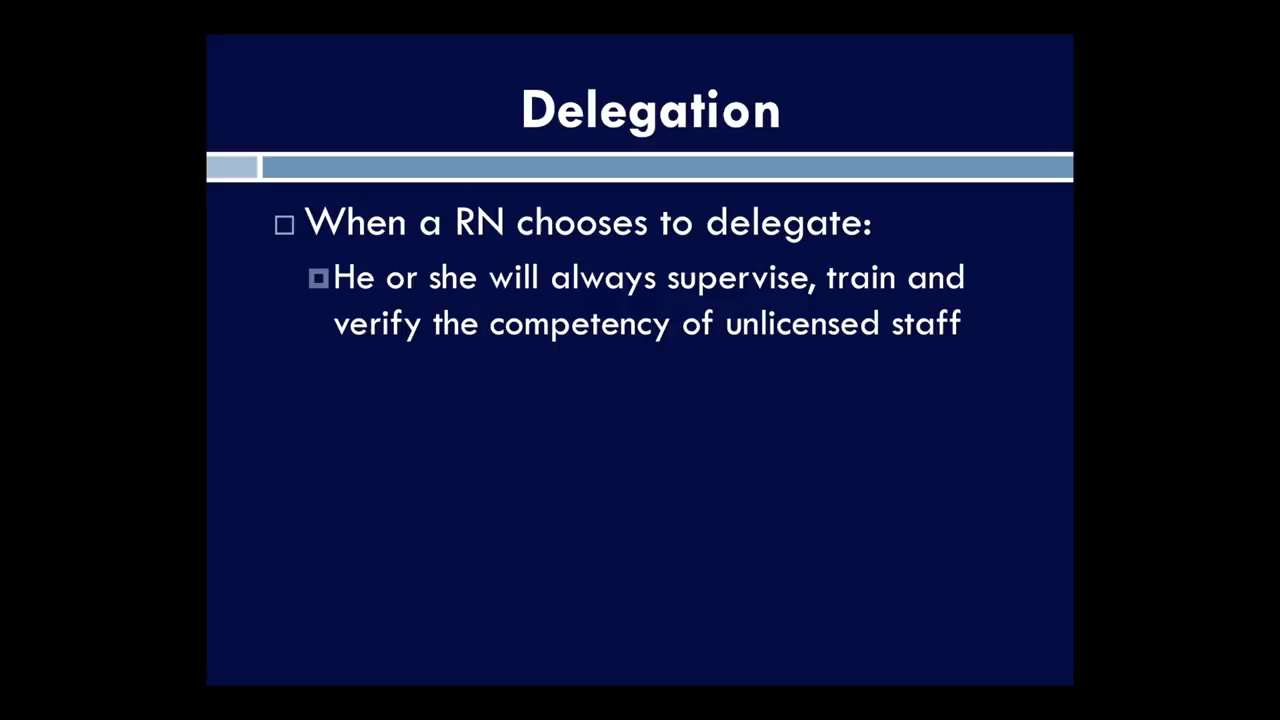 Delegation
When a RN chooses to delegate:
He or she will always supervise, train and
verify the competency of unlicensed staff